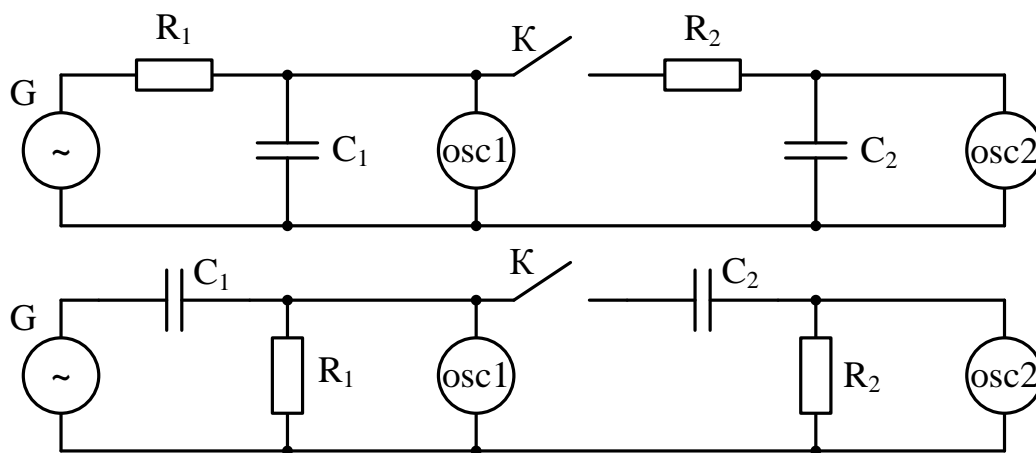 R1 К R2
G
~ C1 osc1 C2 osc2
C1 К C2
G
~ R1 osc1 R2 osc2